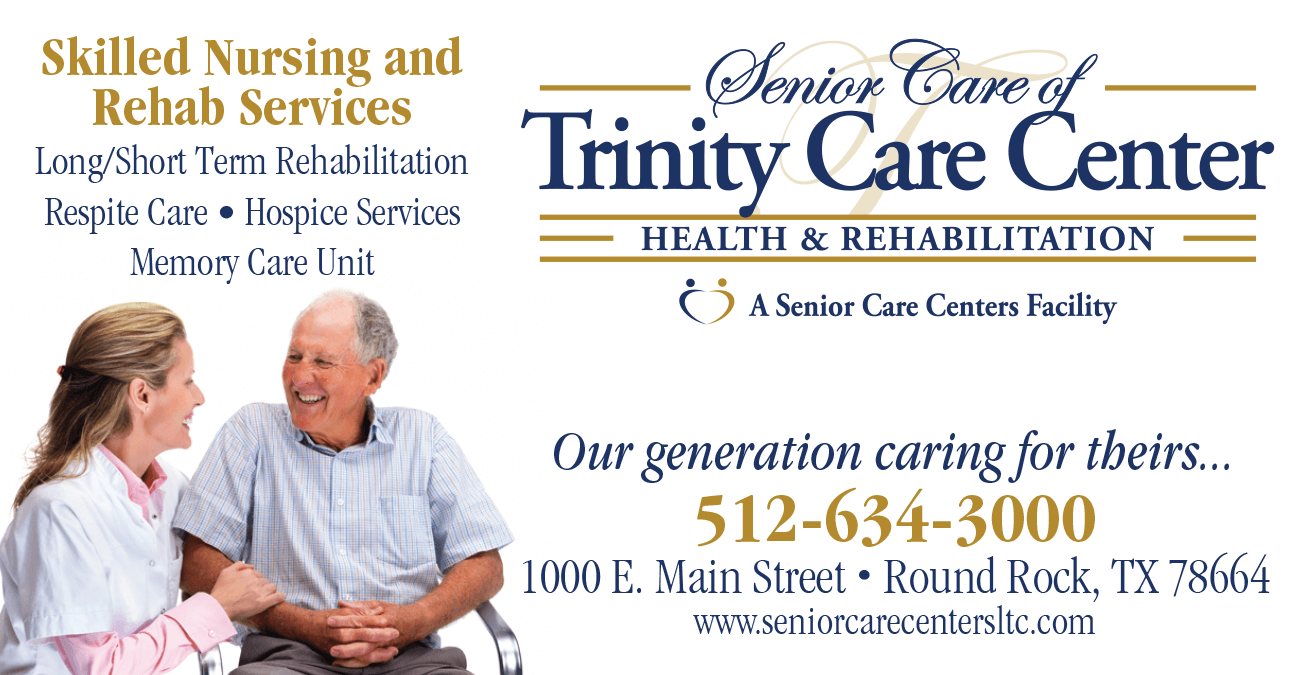 Skilled Nursing and
Rehab Services
Long/Short Term Rehabilitation
Respite Care • Hospice Services
Memory Care Unit
Senior Care of
Trinity Care Center
HEALTH & REHABILITATION
A Senior Care Centers Facility
Our generation caring for theirs...
512-634-3000
1000 E. Main Street • Round Rock, TX 78664
www.seniorcarecentersltc.com